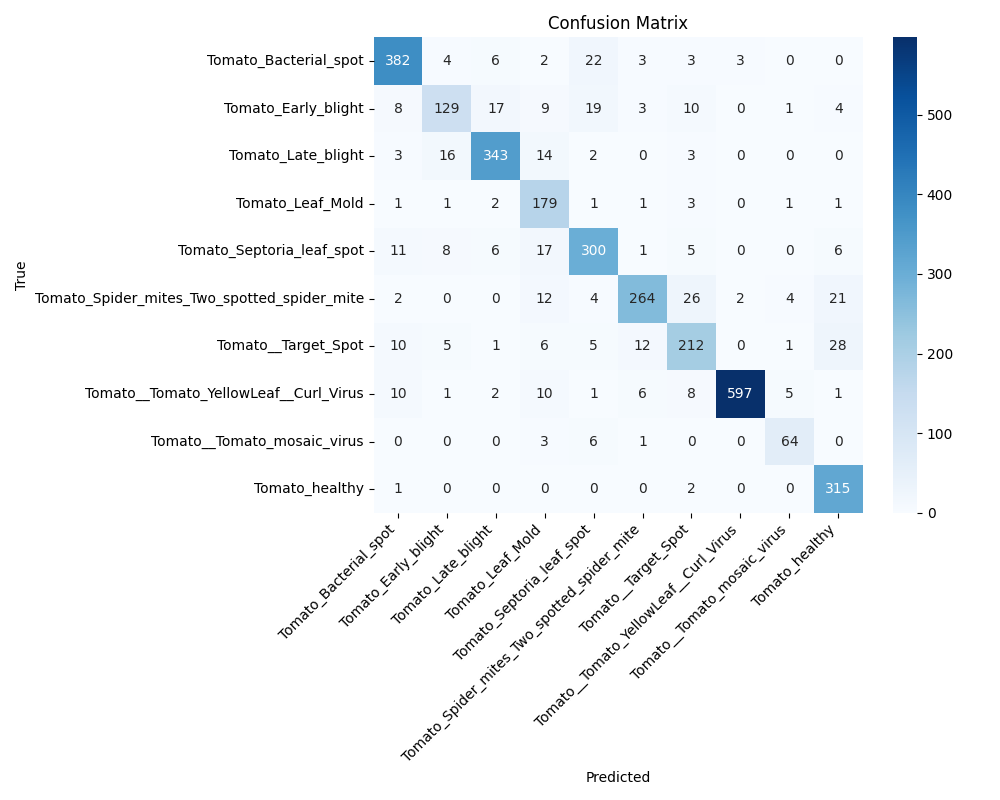 Confusion Matrix
Tomato_Bacterial_spot 382 4 6 2 22 3 3 3 0 0
Tomato_Early_blight 8 129 17 9 19 3 10 0 1 4
Tomato_Late_blight 3 16 343 14 2 0 3 0 0 0
Tomato_Leaf_Mold 1 1 2 179 1 1 3 0 1 1
Tomato_Septoria_leaf_spot 11 8 6 17 300 1 5 0 0 6
Tomato_Spider_mites_Two_spotted_spider_mite 2 0 0 12 4 264 26 2 4 21
Tomato__Target_Spot 10 5 1 6 5 12 212 0 1 28
Tomato__Tomato_YellowLeaf__Curl_Virus 10 1 2 10 1 6 8 597 5 1
Tomato__Tomato_mosaic_virus 0 0 0 3 6 1 0 0 64 0
Tomato_healthy 1 0 0 0 0 0 2 0 0 315
True
Tomato_Bacterial_spot
Tomato_Early_blight
Tomato_Late_blight
Tomato_Leaf_Mold
Tomato_Septoria_leaf_spot
Tomato_Spider_mites_Two_spotted_spider_mite
Tomato__Target_Spot
Tomato__Tomato_YellowLeaf__Curl_Virus
Tomato__Tomato_mosaic_virus
Tomato_healthy
Predicted
500
400
300
200
100
0